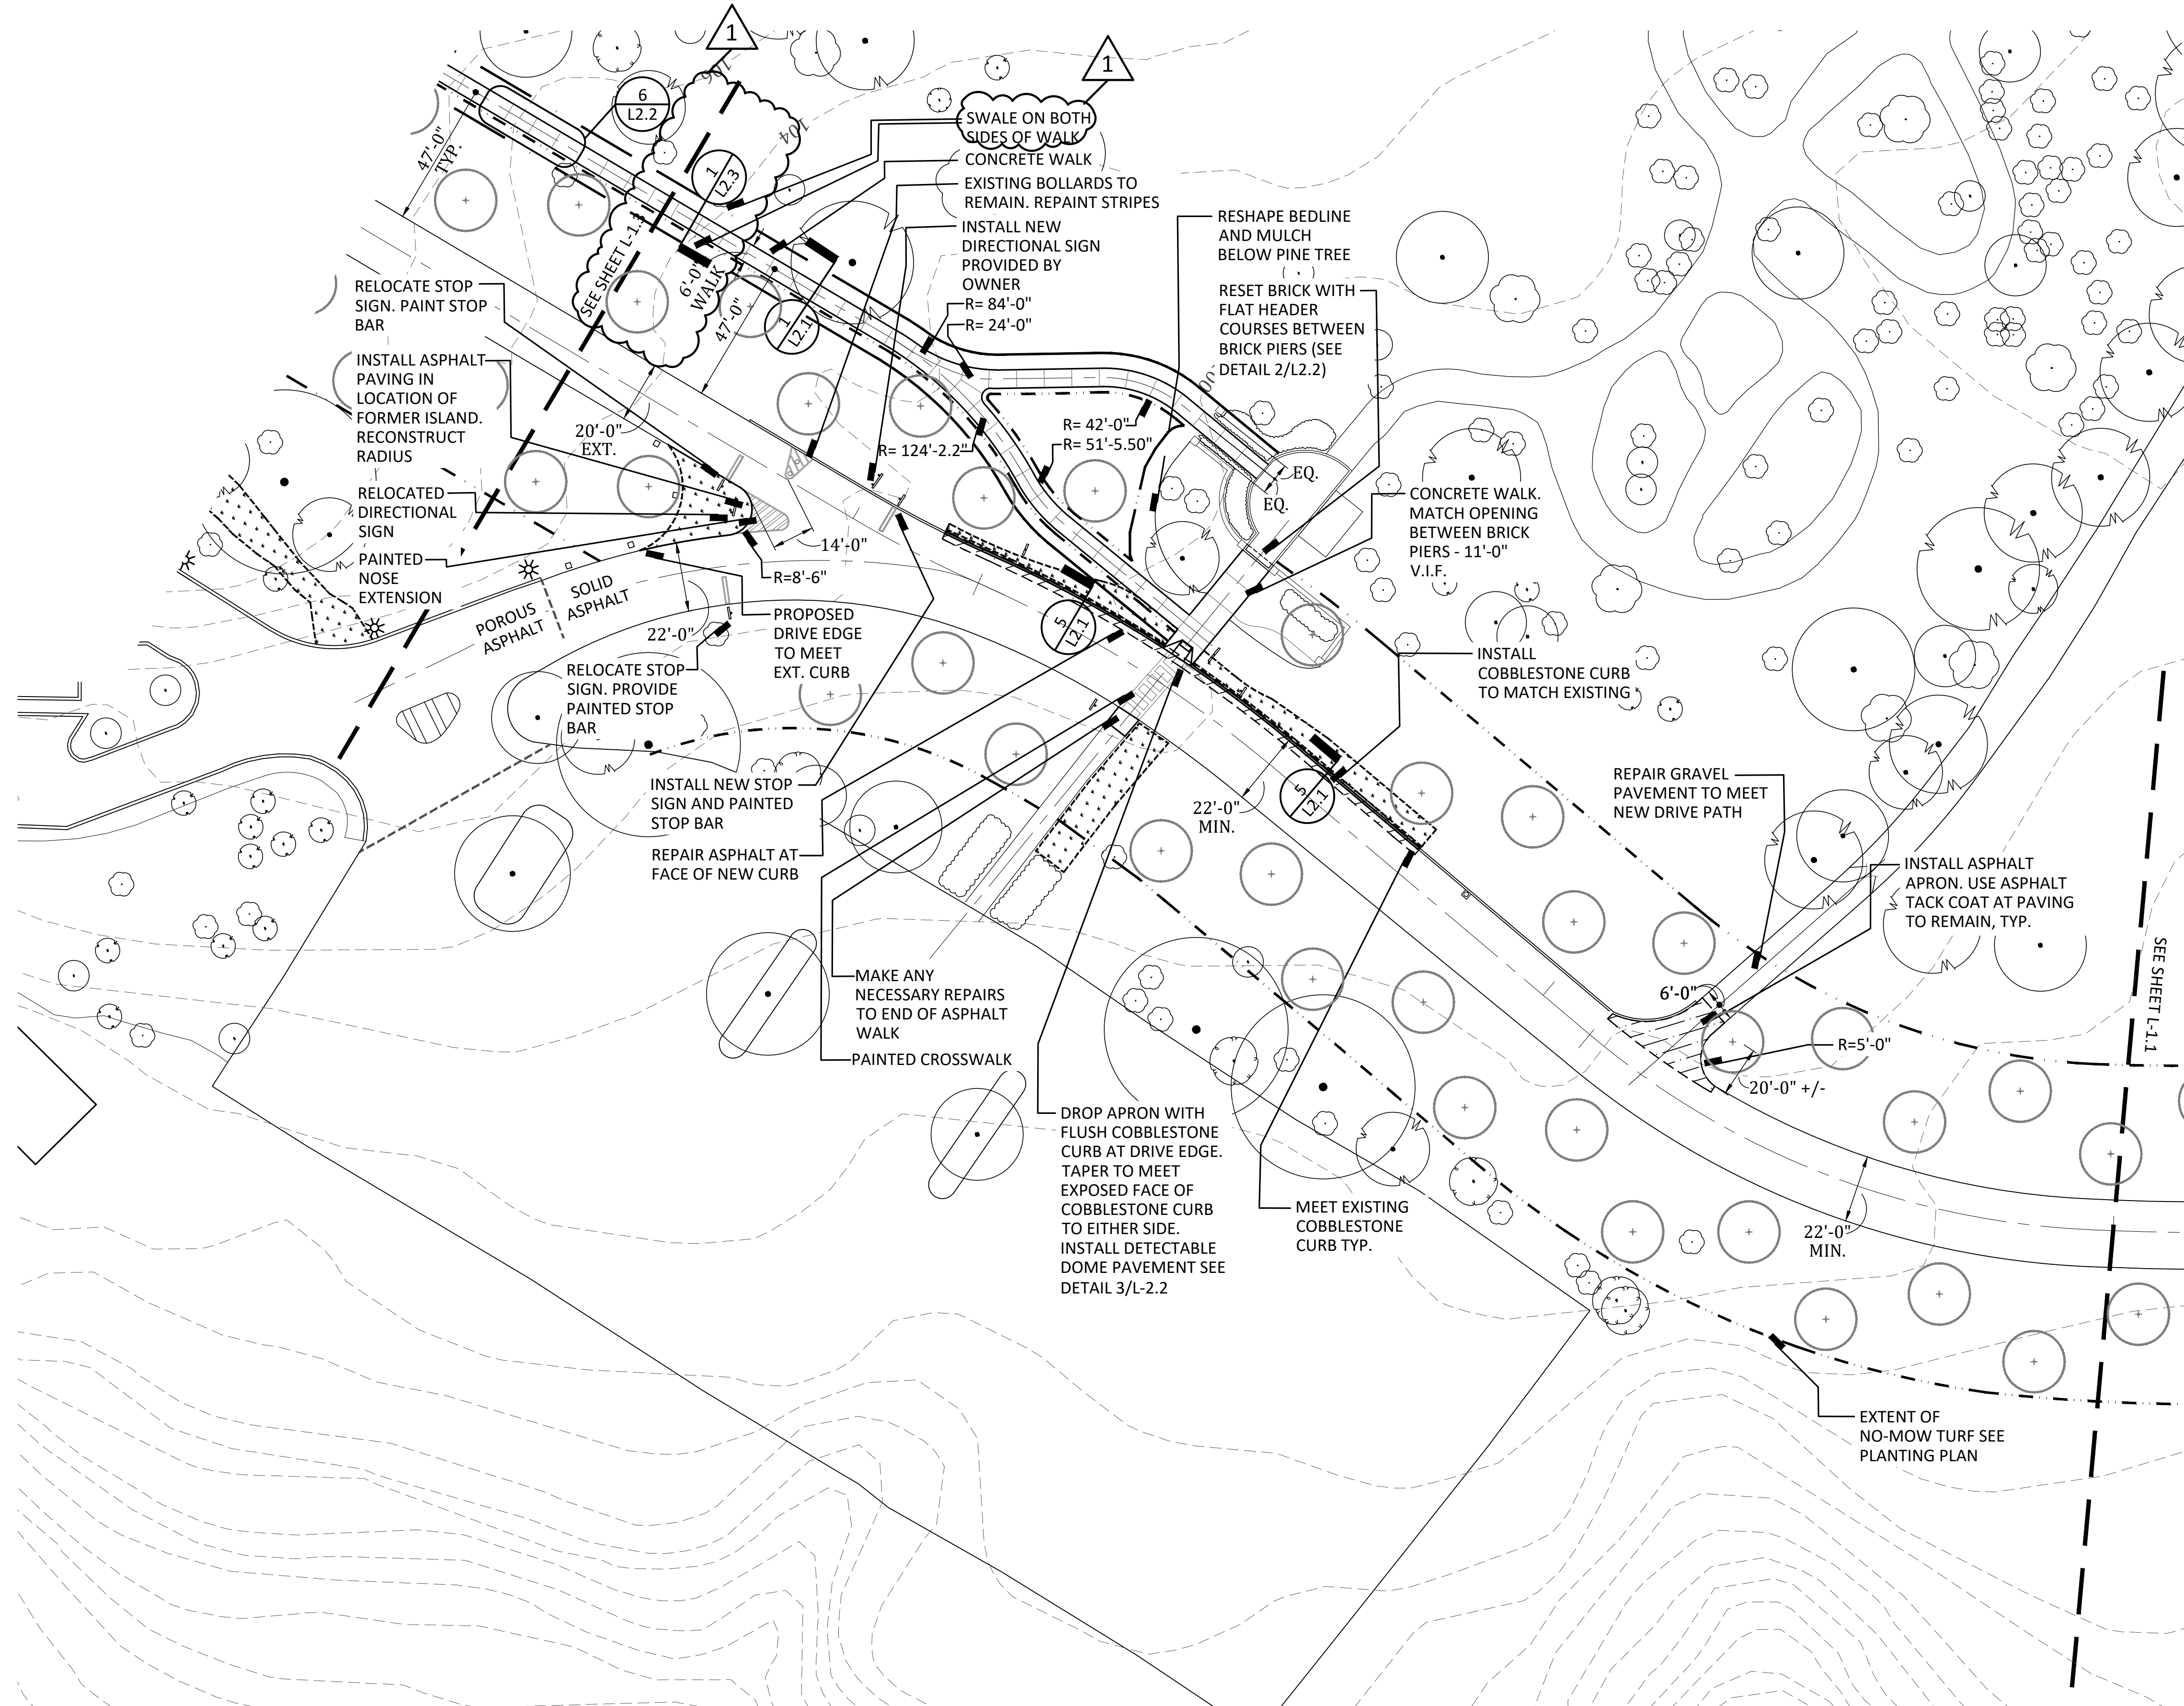 1
1
6
L2.2
106
104
47'-0"
TYP.
1
L2.3
SWALE ON BOTH
SIDES OF WALK
CONCRETE WALK
EXISTING BOLLARDS TO
REMAIN. REPAINT STRIPES
INSTALL NEW
DIRECTIONAL SIGN
PROVIDED BY
OWNER
R= 84'-0"
R= 24'-0"
SEE SHEET L-1.3
6'-0"
WALK
47'-0"
1
L2.1
RESHAPE BEDLINE
AND MULCH
BELOW PINE TREE
RESET BRICK WITH
FLAT HEADER
COURSES BETWEEN
BRICK PIERS (SEE
DETAIL 2/L2.2)
RELOCATE STOP
SIGN. PAINT STOP
BAR
INSTALL ASPHALT
PAVING IN
LOCATION OF
FORMER ISLAND.
RECONSTRUCT
RADIUS
20'-0"
EXT.
R= 124'-2.2"
R= 42'-0"
R= 51'-5.50"
EQ.
EQ.
RELOCATED
DIRECTIONAL
SIGN
PAINTED
NOSE
EXTENSION
CONCRETE WALK.
MATCH OPENING
BETWEEN BRICK
PIERS - 11'-0"
V.I.F.
14'-0"
R=8'-6"
POROUS
ASPHALT
SOLID
ASPHALT
22'-0"
PROPOSED
DRIVE EDGE
TO MEET
EXT. CURB
5
L2.1
RELOCATE STOP
SIGN. PROVIDE
PAINTED STOP
BAR
INSTALL
COBBLESTONE CURB
TO MATCH EXISTING
INSTALL NEW STOP
SIGN AND PAINTED
STOP BAR
22'-0"
MIN.
5
L2.1
REPAIR GRAVEL
PAVEMENT TO MEET
NEW DRIVE PATH
REPAIR ASPHALT AT
FACE OF NEW CURB
INSTALL ASPHALT
APRON. USE ASPHALT
TACK COAT AT PAVING
TO REMAIN, TYP.
SEE SHEET L-1.1
MAKE ANY
NECESSARY REPAIRS
TO END OF ASPHALT
WALK
PAINTED CROSSWALK
6'-0"
R=5'-0"
20'-0" +/-
DROP APRON WITH
FLUSH COBBLESTONE
CURB AT DRIVE EDGE.
TAPER TO MEET
EXPOSED FACE OF
COBBLESTONE CURB
TO EITHER SIDE.
INSTALL DETECTABLE
DOME PAVEMENT SEE
DETAIL 3/L-2.2
MEET EXISTING
COBBLESTONE
CURB TYP.
22'-0"
MIN.
EXTENT OF
NO-MOW TURF SEE
PLANTING PLAN